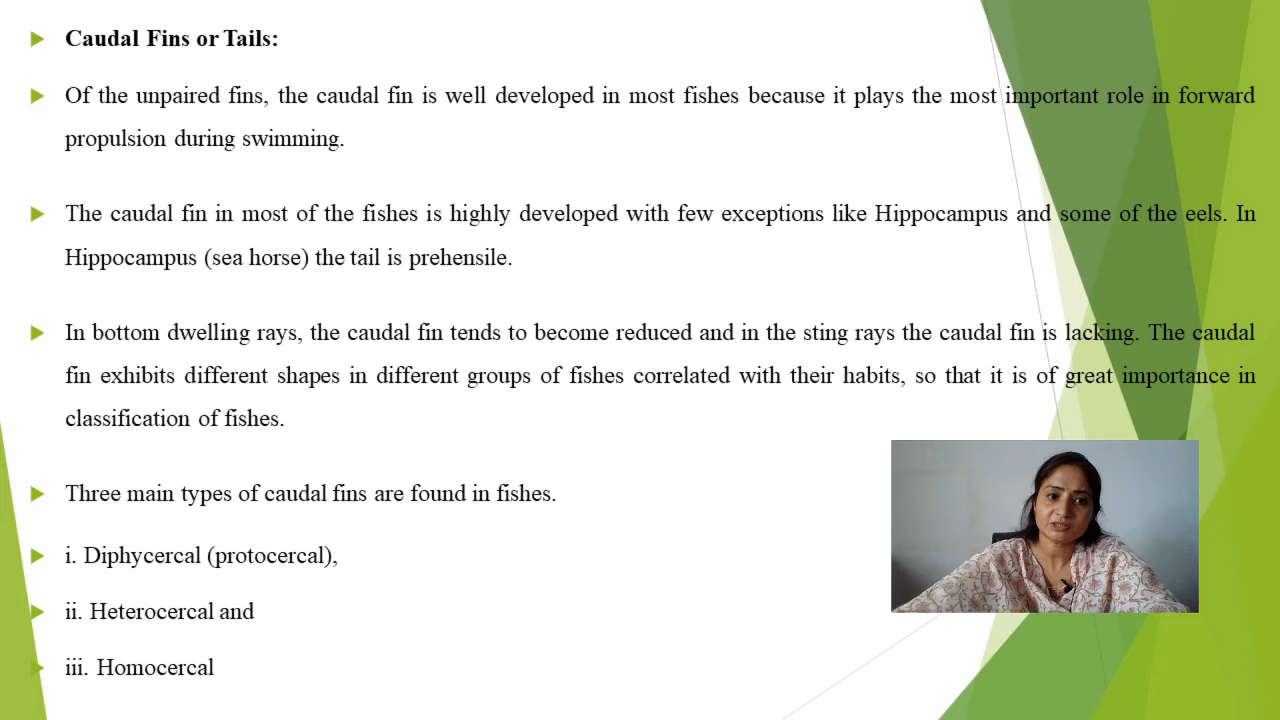 Caudal Fins or Tails:
Of the unpaired fins, the caudal fin is well developed in most fishes because it plays the most important role in forward
propulsion during swimming.
The caudal fin in most of the fishes is highly developed with few exceptions like Hippocampus and some of the eels. In
Hippocampus (sea horse) the tail is prehensile.
In bottom dwelling rays, the caudal fin tends to become reduced and in the sting rays the caudal fin is lacking. The caudal
fin exhibits different shapes in different groups of fishes correlated with their habits, so that it is of great importance in
classification of fishes.
Three main types of caudal fins are found in fishes.
i. Diphycercal (protocercal),
ii. Heterocercal and
iii. Homocercal